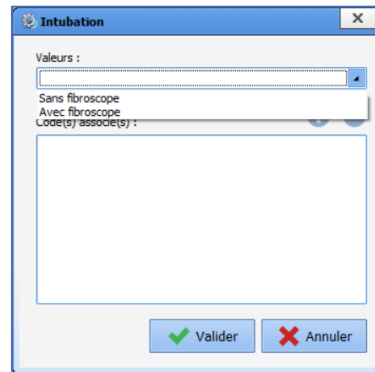 Intubation
Valeurs :
Sans fibroscope
Avec fibroscope
Code(s) associé(s) :
Valider
Annuler